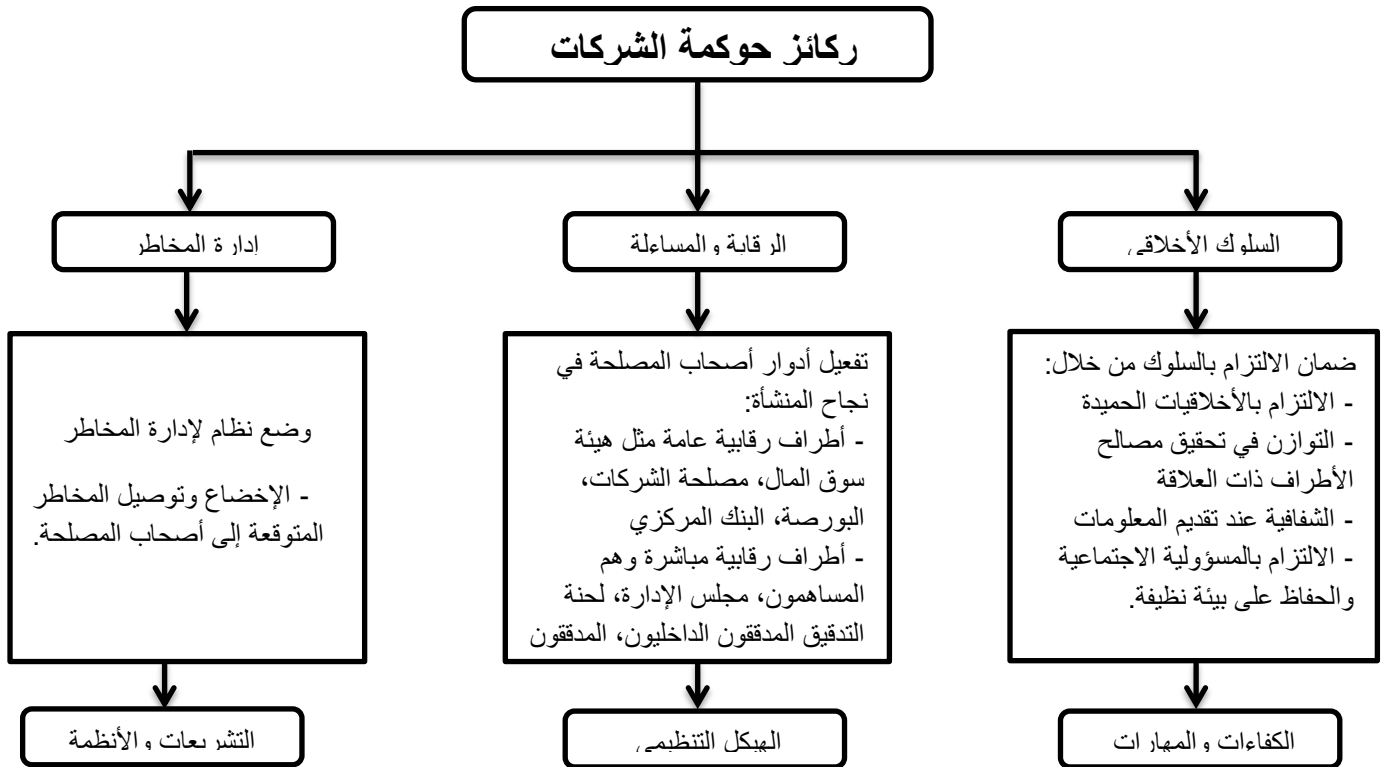 ركائز حوكمة الشركات
السلوك الأخلاقي
الرقابة والمساءلة
إدارة المخاطر
ضمان الالتزام بالسلوك من خلال:
- الالتزام بالأخلاقيات الحميدة
- التوازن في تحقيق مصالح
الأطراف ذات العلاقة
- الشفافية عند تقديم المعلومات
- الالتزام بالمسؤولية الاجتماعية
والحفاظ على بيئة نظيفة.
تفعيل أدوار أصحاب المصلحة في
نجاح المنشأة:
- أطراف رقابية عامة مثل هيئة
سوق المال، مصلحة الشركات،
البورصة، البنك المركزي
- أطراف رقابية مباشرة وهم
المساهمون، مجلس الإدارة، لجنة
التدقيق المدققون الداخليون، المدققون
وضع نظام لإدارة المخاطر
- الإخضاع وتوصيل المخاطر
المتوقعة إلى أصحاب المصلحة.
الكفاءات والمهارات
الهيكل التنظيمي
التشريعات والأنظمة